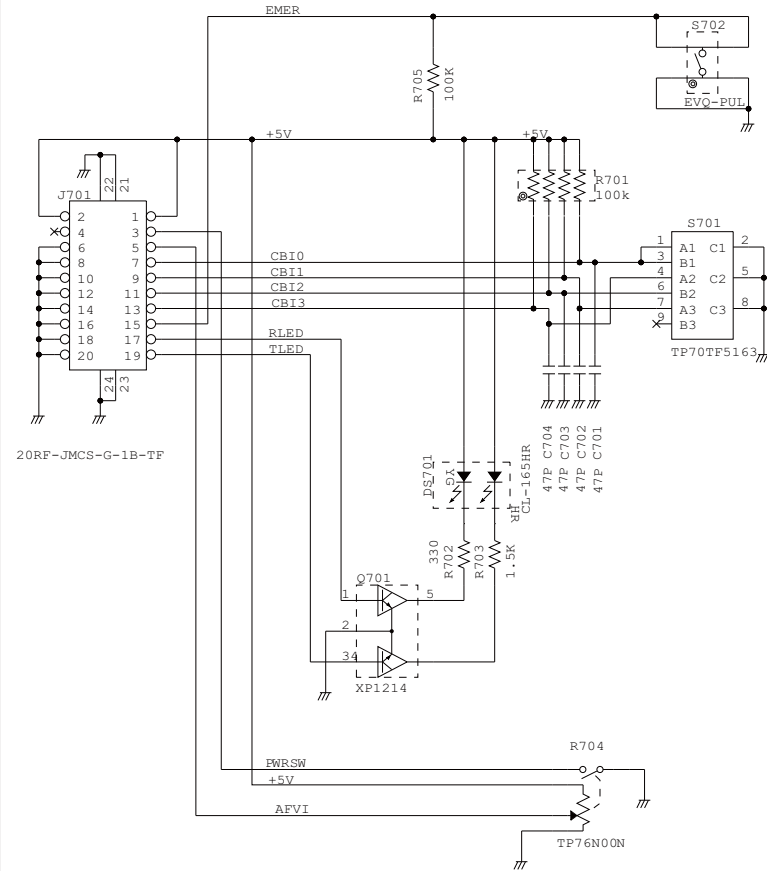 EMER
S702
R705
100K
EVQ-PUL
+5V
+5V
22
21
J701
R701
100k
2
1
4
3
6
5
8
7
10
9
12
11
14
13
16
15
18
17
20
19
24
23
20RF-JMCS-G-1B-TF
CBI0
CBI1
CBI2
CBI3
RLED
TLED
S701
1
A1
C1
2
3
B1
4
A2
C2
5
6
B2
7
A3
C3
8
9
B3
TP70TF5163
47P C704
47P C703
47P C702
47P C701
DS701
YG
HR
CL-165HR
330
R702
R703
1.5K
Q701
1
5
2
34
XP1214
R704
PWRSW
+5V
AFVI
TP76N00N